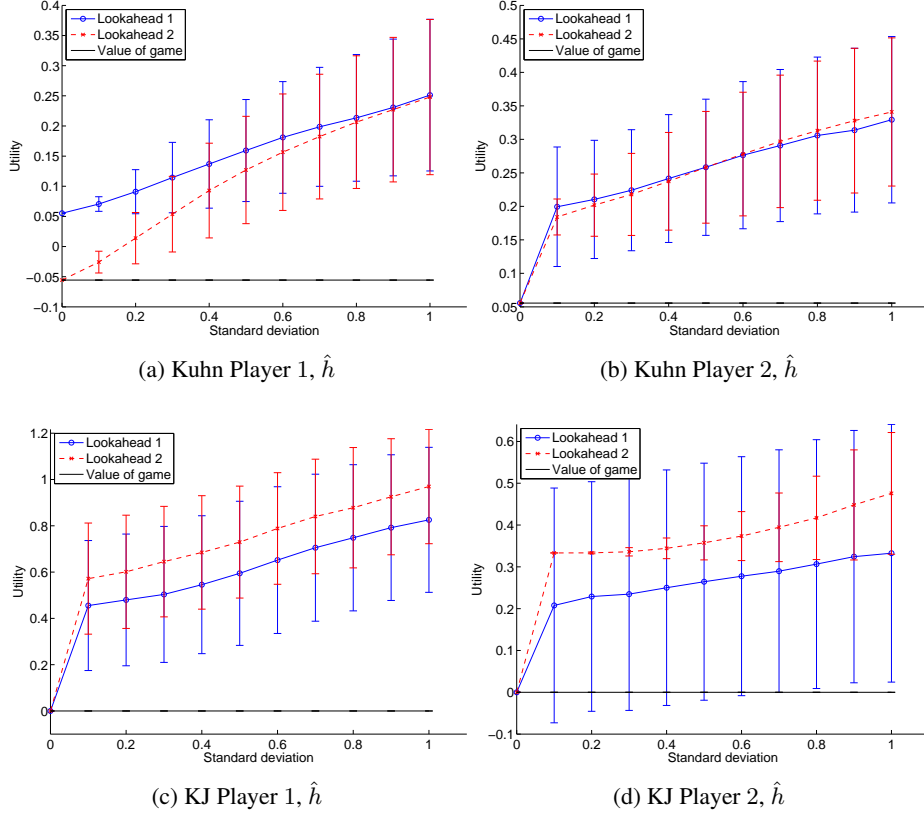 0.4
0.35
0.3
0.25
0.2
0.15
0.1
0.05
0
−0.05
−0.1
Utility
Lookahead 1
Lookahead 2
Value of game
0 0.2 0.4 0.6 0.8 1
Standard deviation
(a) Kuhn Player 1, ĥ
0.5
0.45
0.4
0.35
0.3
0.25
0.2
0.15
0.1
0.05
Utility
Lookahead 1
Lookahead 2
Value of game
0 0.2 0.4 0.6 0.8 1
Standard deviation
(b) Kuhn Player 2, ĥ
1.2
1
0.8
0.6
0.4
0.2
0
Utility
Lookahead 1
Lookahead 2
Value of game
0 0.2 0.4 0.6 0.8 1
Standard deviation
(c) KJ Player 1, ĥ
0.6
0.5
0.4
0.3
0.2
0.1
0
−0.1
Utility
Lookahead 1
Lookahead 2
Value of game
0 0.2 0.4 0.6 0.8 1
Standard deviation
(d) KJ Player 2, ĥ